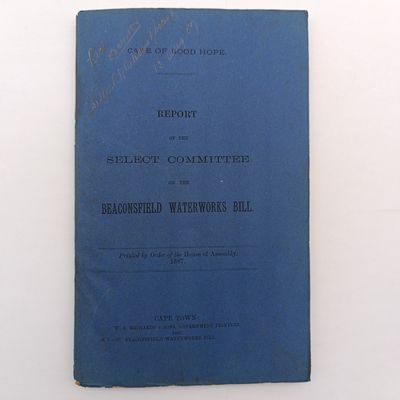 CAPE OF GOOD HOPE.
REPORT
OF THE
SELECT COMMITTEE
ON THE
BEACONSFIELD WATERWORKS BILL.
Printed by Order of the House of Assembly.
1887.
CAPE TOWN:
W. A. RICHARDS & SONS, GOVERNMENT PRINTERS.
1887.
BEACONSFIELD WATERWORKS BILL.